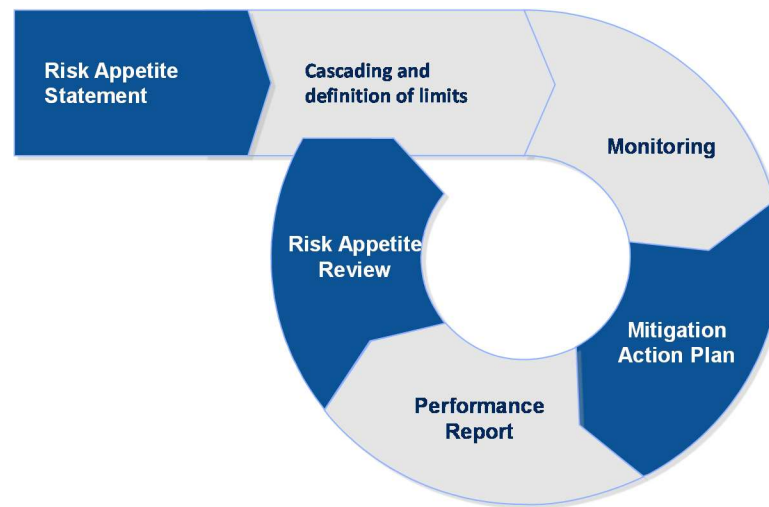 Risk Appetite
Statement
Cascading and
definition of limits
Monitoring
Mitigation
Action Plan
Performance
Report
Risk Appetite
Review